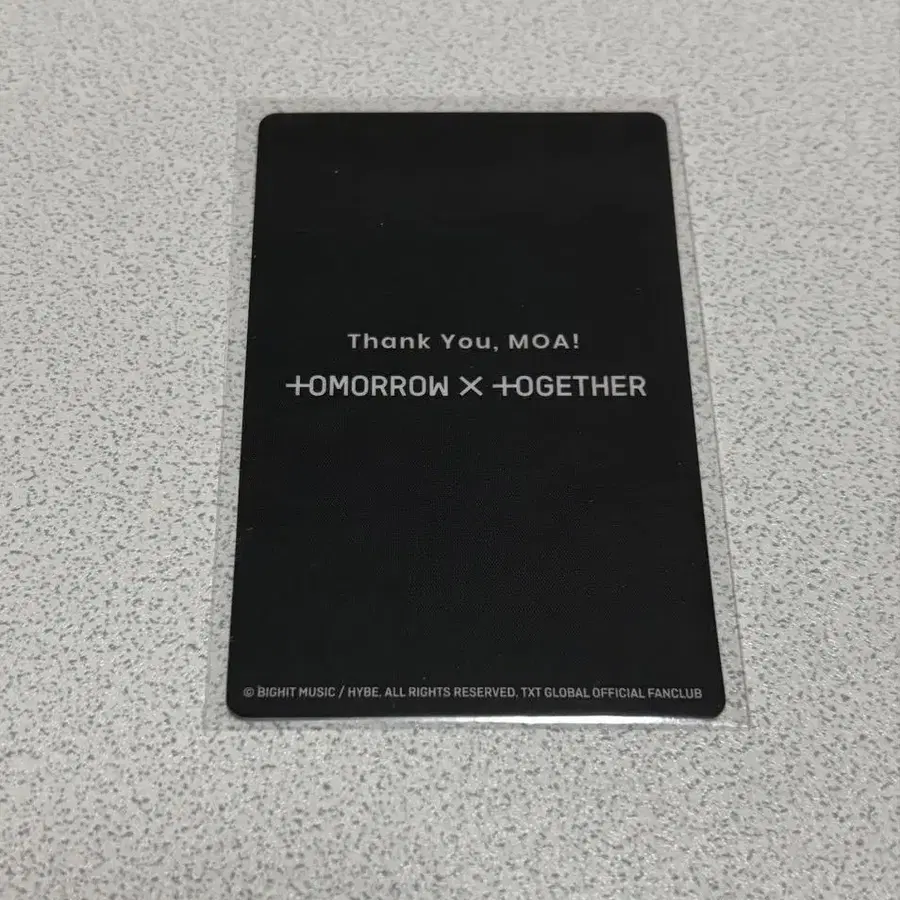 Thank You, MOA!
TOMORROW X TOGETHER
© BIGHIT MUSIC / HYBE. ALL RIGHTS RESERVED. TXT GLOBAL OFFICIAL FANCLUB